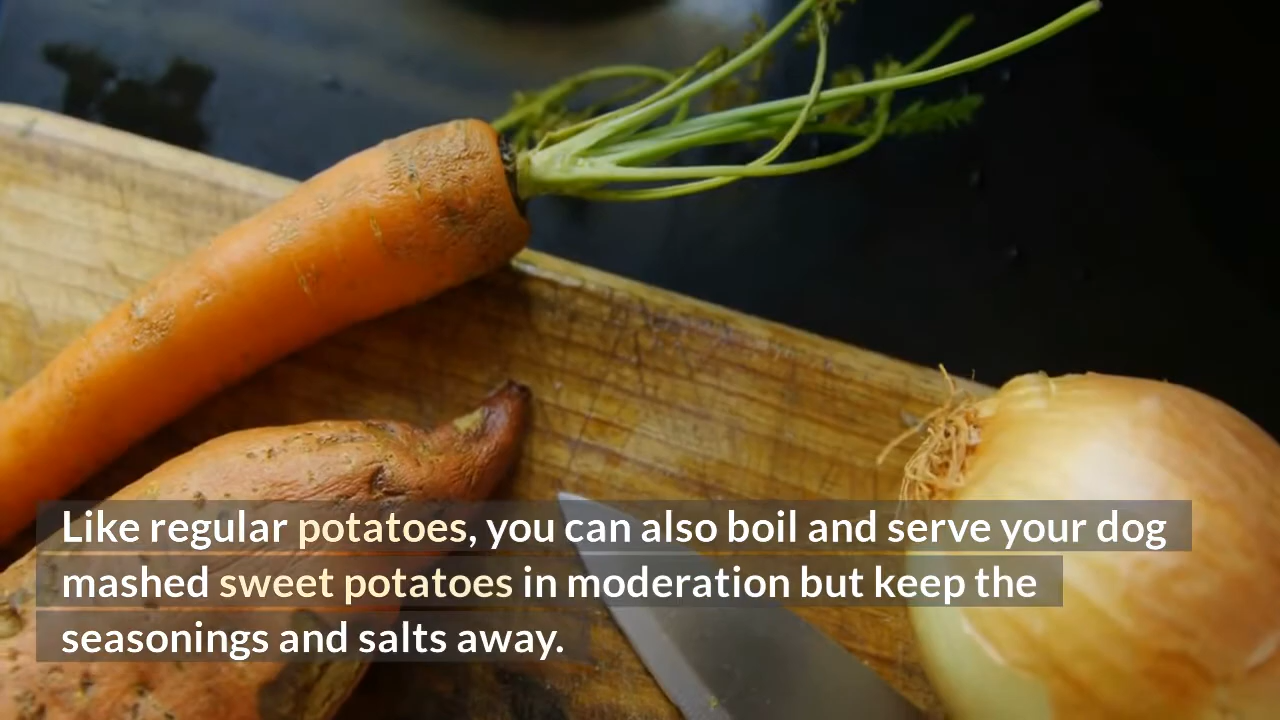 Like regular potatoes, you can also boil and serve your dog
mashed sweet potatoes in moderation but keep the
seasonings and salts away.